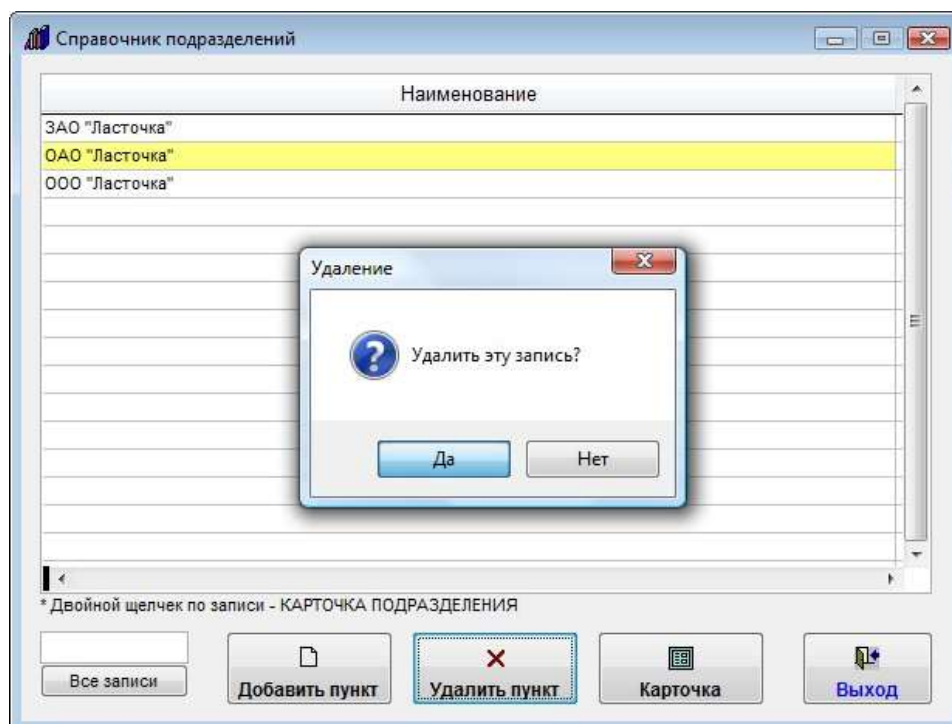 Справочник подразделений
Наименование
ЗАО "Ласточка"
ОАО "Ласточка"
ООО "Ласточка"
Удаление
Удалить эту запись?
Да
Нет
* Двойной щелчек по записи - КАРТОЧКА ПОДРАЗДЕЛЕНИЯ
Все записи
Добавить пункт
Удалить пункт
Карточка
Выход